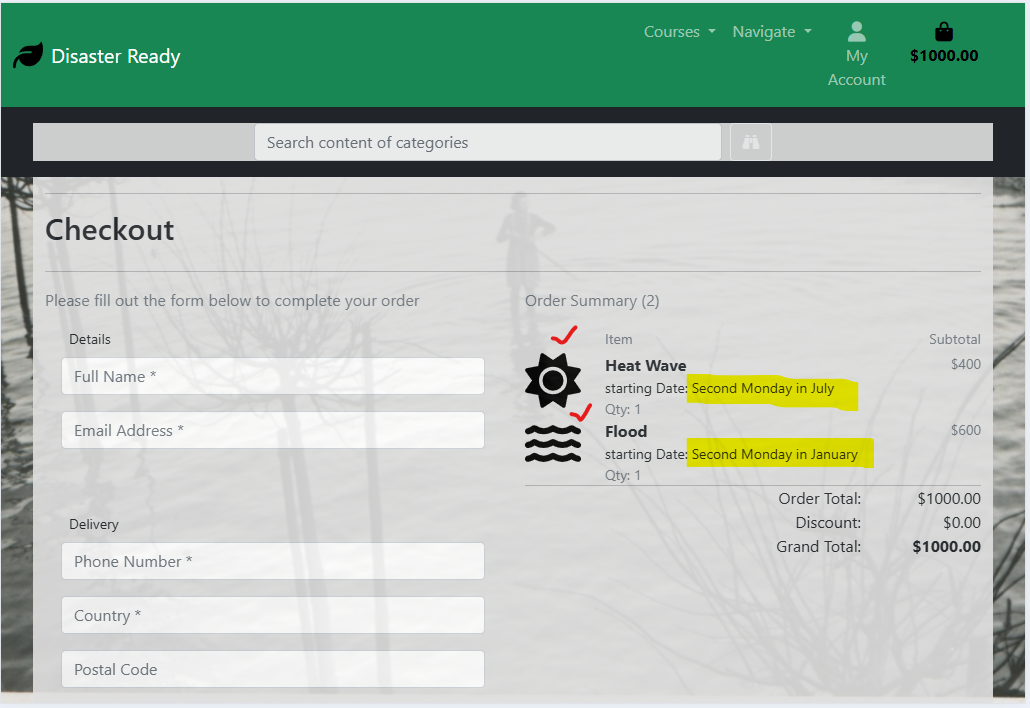 Disaster Ready
Courses
Navigate
My
Account
$1000.00
Search content of categories
Checkout
Please fill out the form below to complete your order
Details
Full Name *
Email Address *
Delivery
Phone Number *
Country *
Postal Code
Order Summary (2)
Item Subtotal
Heat Wave $400
starting Date: Second Monday in July
Qty: 1
Flood $600
starting Date: Second Monday in January
Qty: 1
Order Total: $1000.00
Discount: $0.00
Grand Total: $1000.00